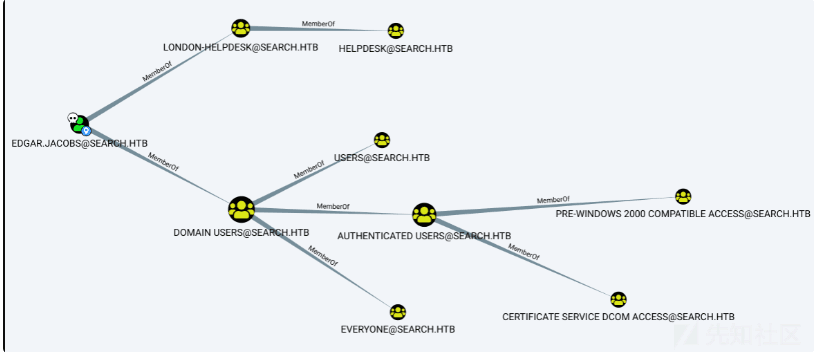 MemberOf
LONDON-HELPDESK@SEARCH.HTB
HELPDESK@SEARCH.HTB
MemberOf
EDGAR.JACOBS@SEARCH.HTB
MemberOf
MemberOf
USERS@SEARCH.HTB
MemberOf
MemberOf
PRE-WINDOWS 2000 COMPATIBLE ACCESS@SEARCH.HTB
DOMAIN USERS@SEARCH.HTB
AUTHENTICATED USERS@SEARCH.HTB
MemberOf
MemberOf
CERTIFICATE SERVICE DCOM ACCESS@SEARCH.HTB
EVERYONE@SEARCH.HTB
先知社区